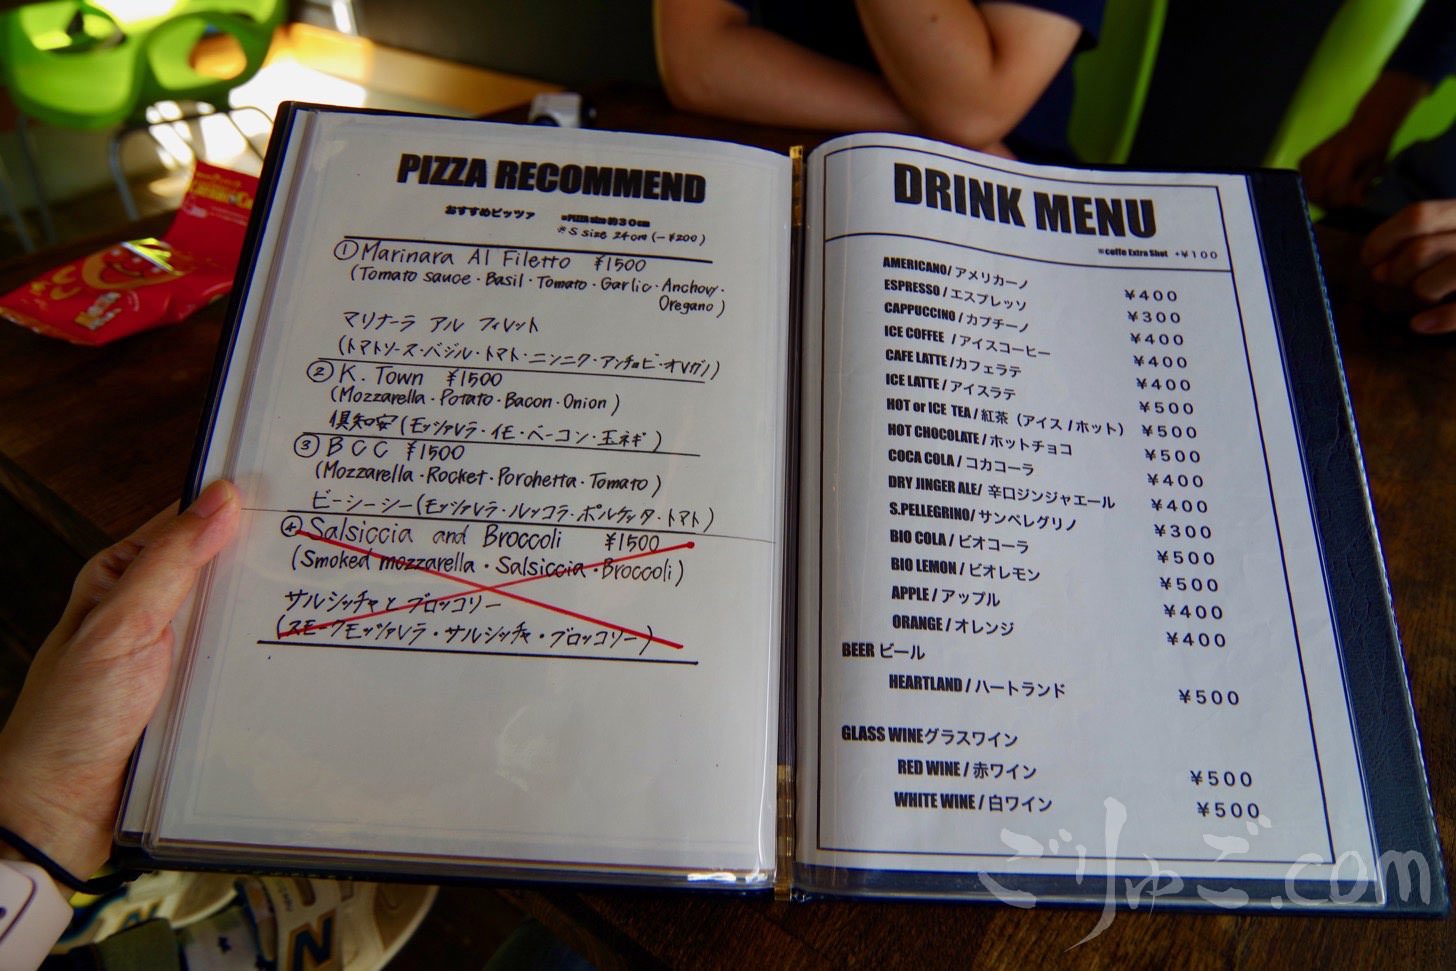 PIZZA RECOMMEND
おすすめピッツァ ※PIZZA size 約30cm
※ S size 24cm (-¥200)
① Marinara Al Filetto ¥1500
(Tomato sauce・Basil・Tomato・Garlic・Anchovy・
Oregano)
マリナーラ アル フィレット
(トマトソース・バジル・トマト・ニンニク・アンチョビ・オレガノ)
② K. Town ¥1500
(Mozzarella・Potato・Bacon・Onion)
倶知安(モッツァレラ・イモ・ベーコン・玉ネギ)
③ B C C ¥1500
(Mozzarella・Rocket・Porchetta・Tomato)
ビーシーシー(モッツァレラ・ルッコラ・ポルケッタ・トマト)
④ Salsiccia and Broccoli ¥1500
(Smoked mozzarella・Salsiccia・Broccoli)
サルシッチャと ブロッコリー
(スモークモッツァレラ・サルシッチャ・ブロッコリー)
DRINK MENU
※coffe Extra Shot +¥100
AMERICANO/アメリカーノ ¥400
ESPRESSO/エスプレッソ ¥300
CAPPUCCINO/カプチーノ ¥400
ICE COFFEE /アイスコーヒー ¥400
CAFE LATTE/カフェラテ ¥400
ICE LATTE/アイスラテ ¥500
HOT or ICE TEA/紅茶（アイス/ホット） ¥500
HOT CHOCOLATE/ホットチョコ ¥500
COCA COLA/コカコーラ ¥400
DRY JINGER ALE/ 辛口ジンジャエール ¥400
S.PELLEGRINO/サンペレグリノ ¥300
BIO COLA/ビオコーラ ¥500
BIO LEMON/ビオレモン ¥500
APPLE/アップル ¥400
ORANGE/オレンジ ¥400
BEER ビール
HEARTLAND/ハートランド ¥500
GLASS WINEグラスワイン
RED WINE/赤ワイン ¥500
WHITE WINE/白ワイン ¥500
ごりゅご.com